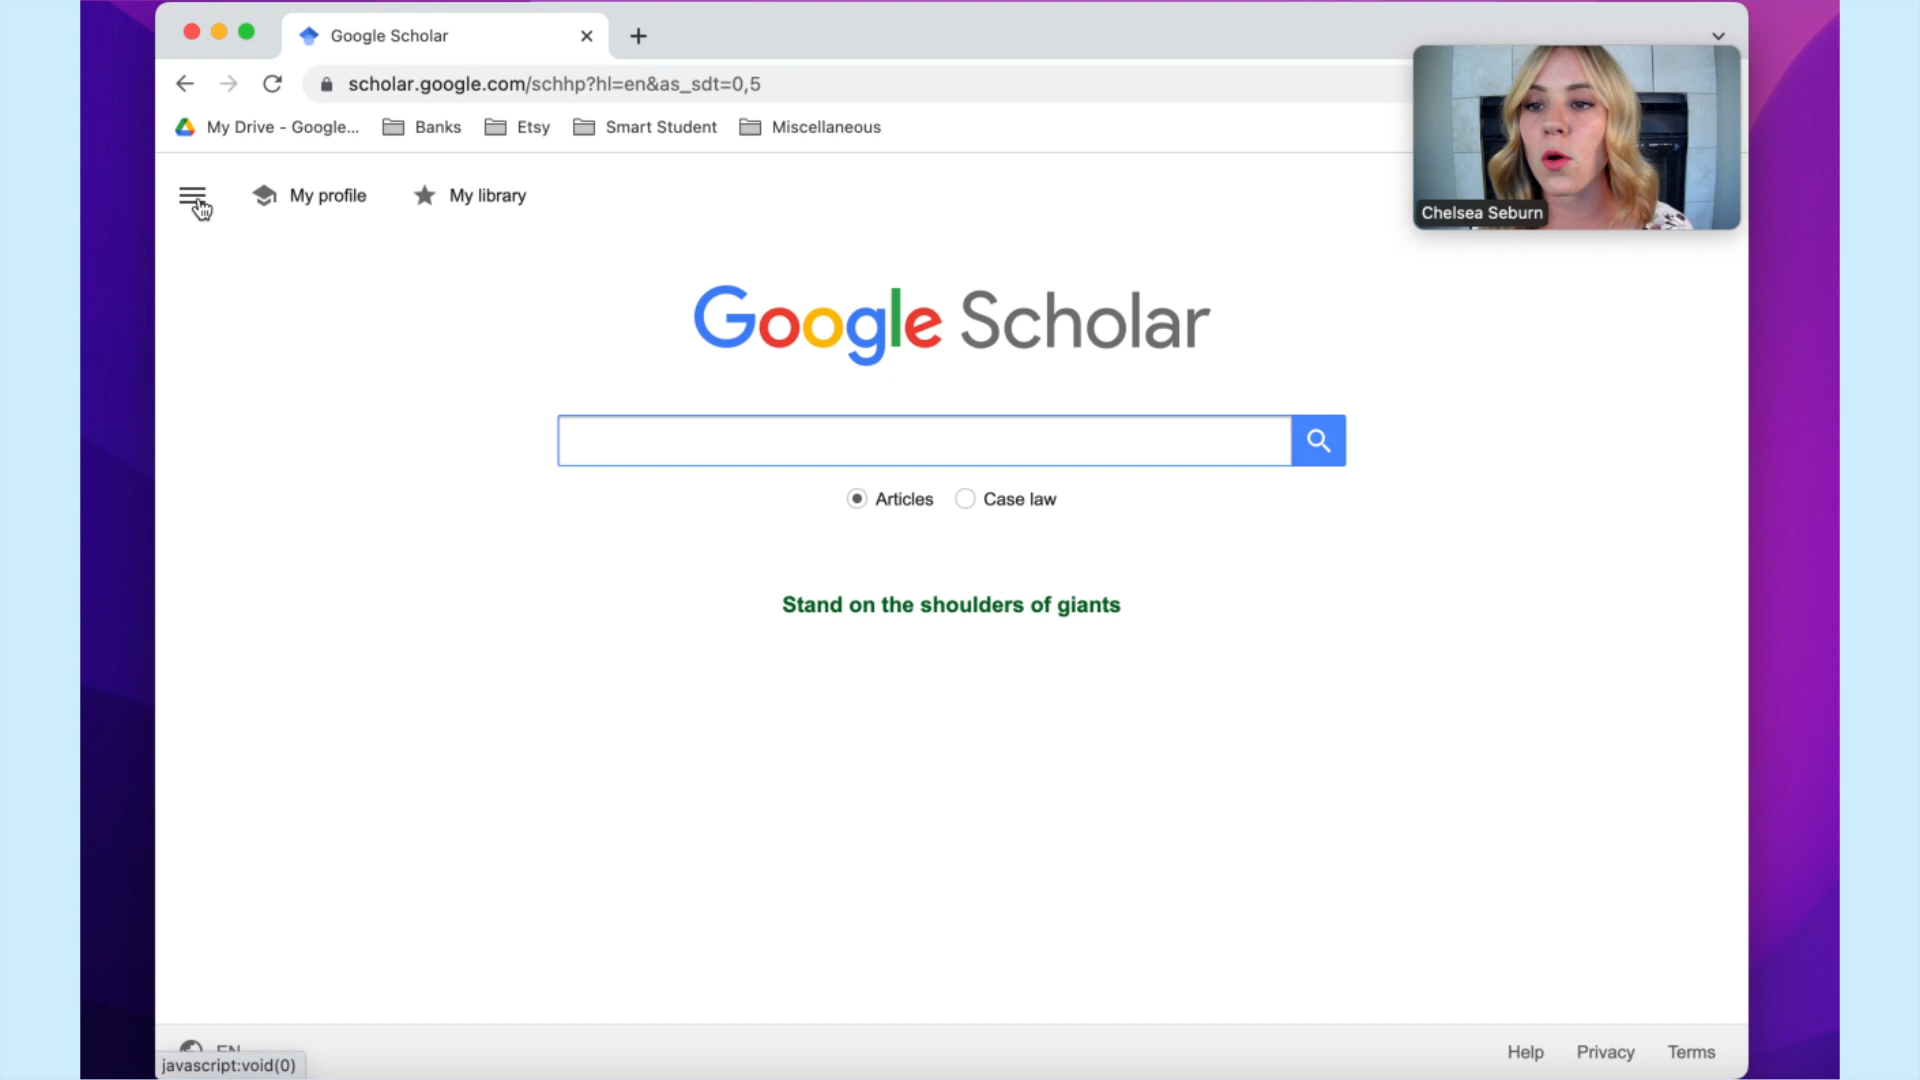 Google Scholar
scholar.google.com/schhp?hl=en&as_sdt=0,5
My Drive - Google... Banks Etsy Smart Student Miscellaneous
My profile My library
Chelsea Seburn
Google Scholar
Articles Case law
Stand on the shoulders of giants
EN Help Privacy Terms
javascript:void(0)